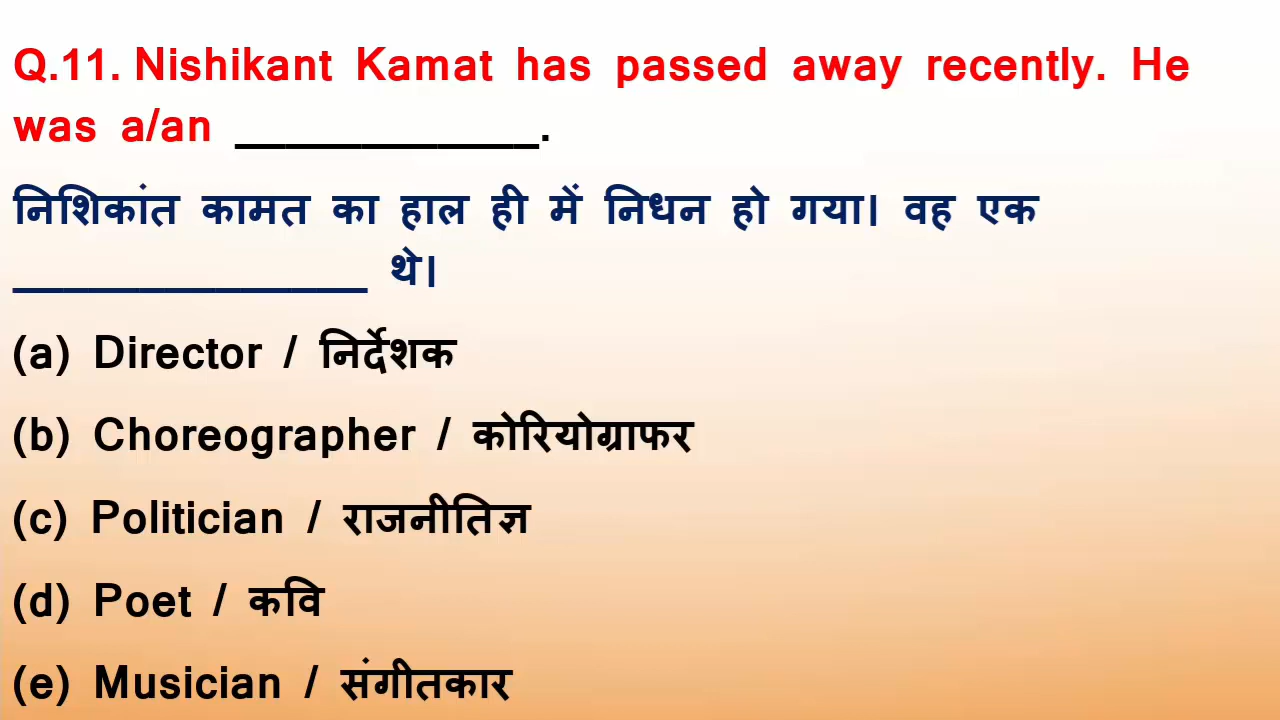 Q.11. Nishikant Kamat has passed away recently. He
was a/an ____________.
निशिकांत कामत का हाल ही में निधन हो गया। वह एक
______________ थे।
(a) Director / निर्देशक
(b) Choreographer / कोरियोग्राफर
(c) Politician / राजनीतिज्ञ
(d) Poet / कवि
(e) Musician / संगीतकार